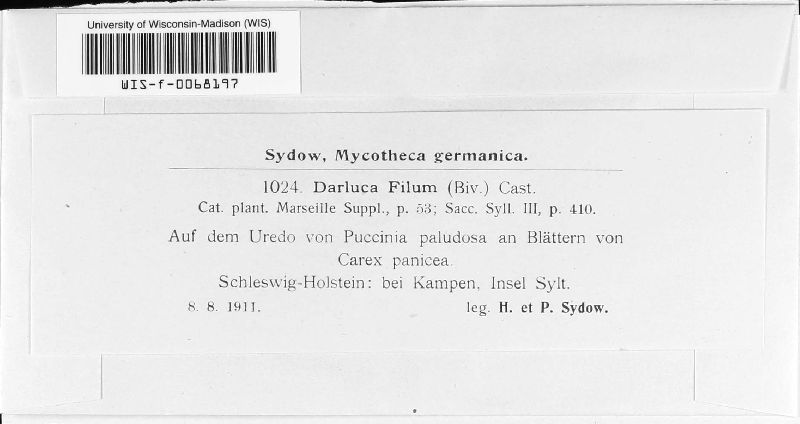 University of Wisconsin-Madison (WIS)
WIS-f-0068197
Sydow, Mycotheca germanica.
1024. Darluca Filum (Biv.) Cast.
Cat. plant. Marseille Suppl., p. 53; Sacc. Syll. III, p. 410.
Auf dem Uredo von Puccinia paludosa an Blättern von
Carex panicea.
Schleswig-Holstein: bei Kampen, Insel Sylt.
8. 8. 1911. leg. H. et P. Sydow.